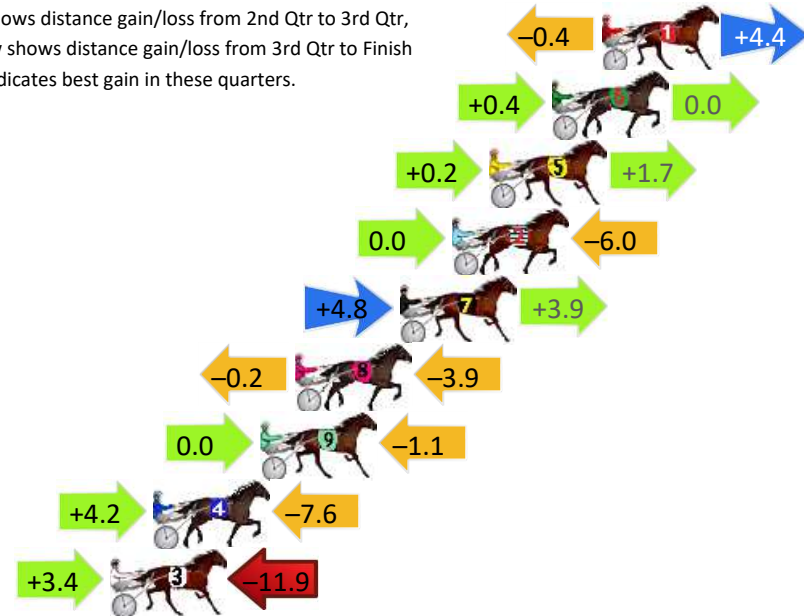 ows distance gain/loss from 2nd Qtr to 3rd Qtr,
shows distance gain/loss from 3rd Qtr to Finish
dicates best gain in these quarters.
–0.4 1 +4.4
+0.4 6 0.0
+0.2 5 +1.7
0.0 2 –6.0
+4.8 7 +3.9
–0.2 8 –3.9
0.0 9 –1.1
+4.2 4 –7.6
+3.4 3 –11.9